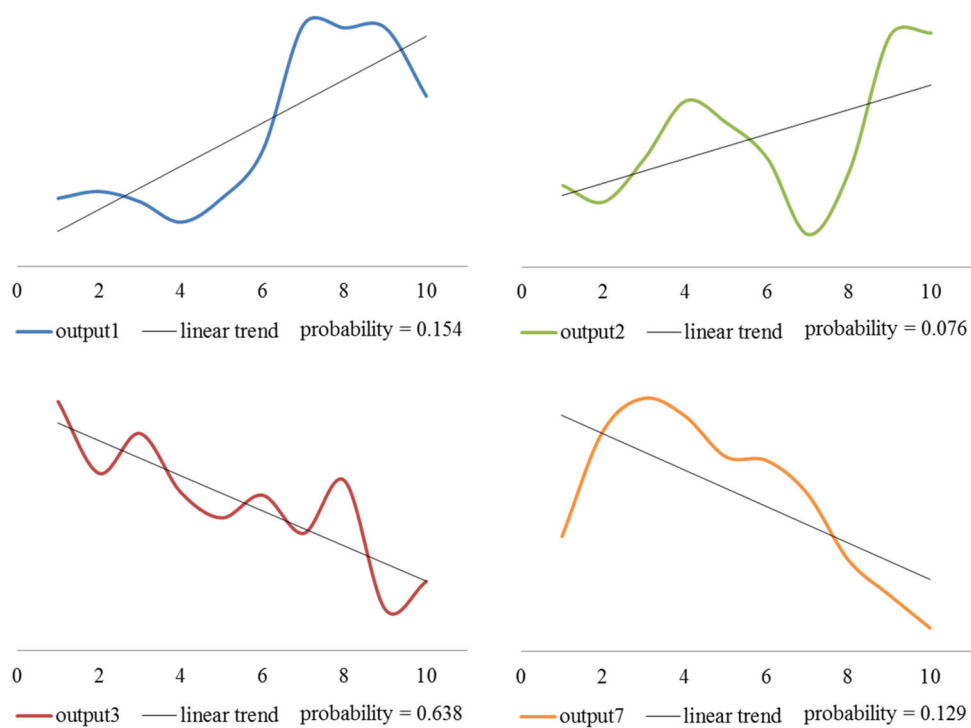 0 2 4 6 8 10
output1 linear trend probability = 0.154
0 2 4 6 8 10
output2 linear trend probability = 0.076
0 2 4 6 8 10
output3 linear trend probability = 0.638
0 2 4 6 8 10
output7 linear trend probability = 0.129